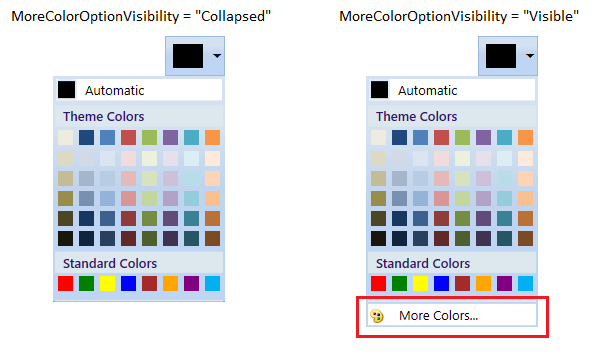 MoreColorOptionVisibility = "Collapsed"
Automatic
Theme Colors
Standard Colors
MoreColorOptionVisibility = "Visible"
Automatic
Theme Colors
Standard Colors
More Colors...